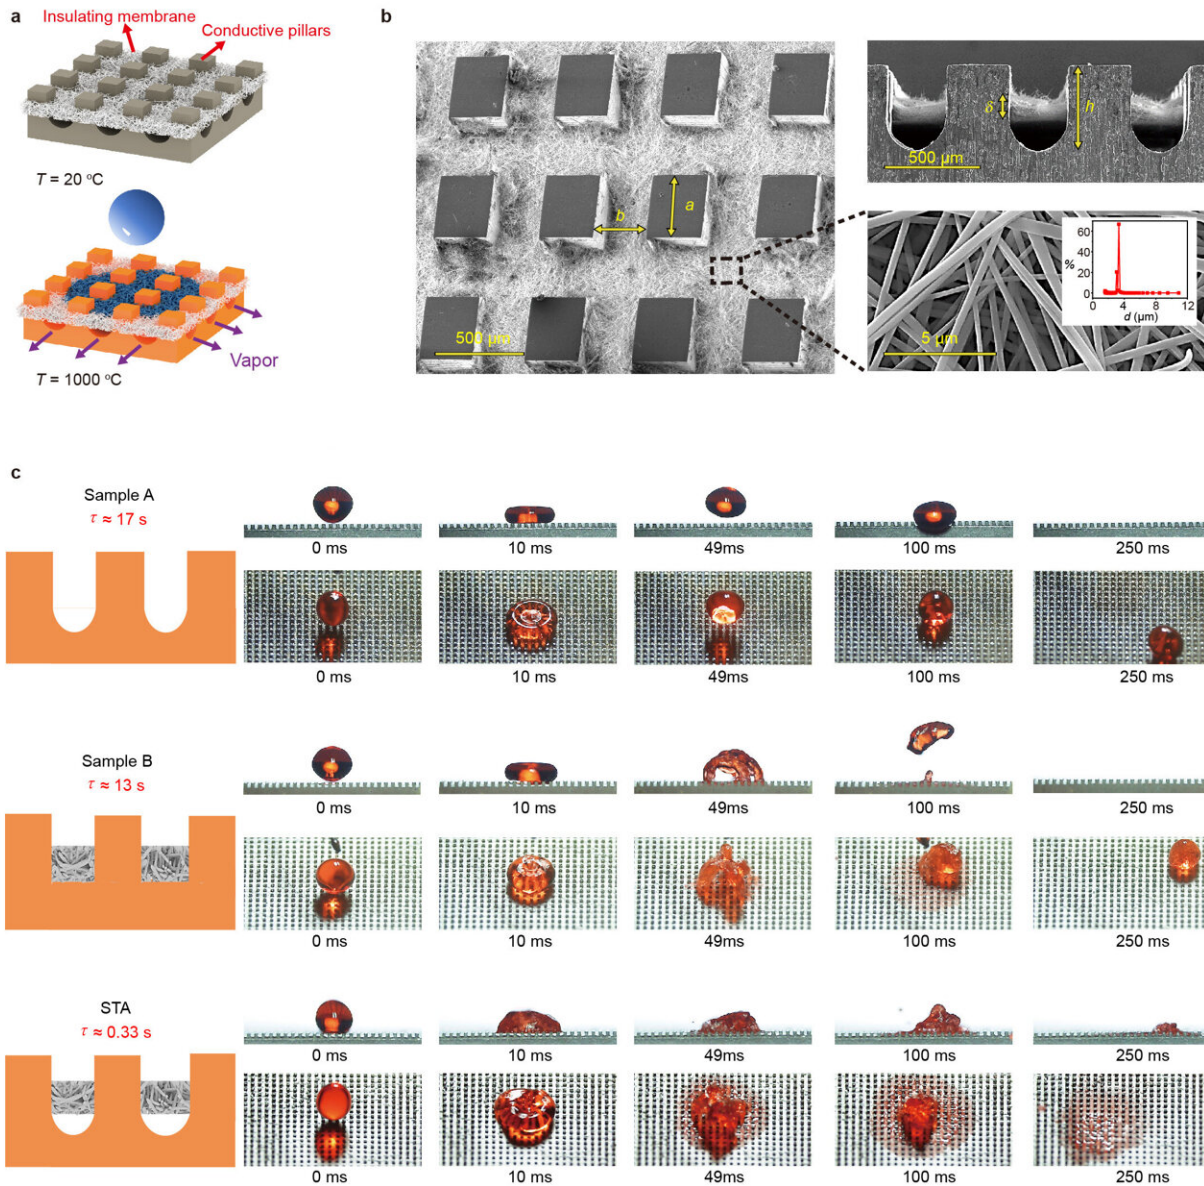 a
Insulating membrane
Conductive pillars
T = 20 °C
Vapor
T = 1000 °C
b
b
a
500 μm
δ
h
500 μm
%
60
40
20
0
0 4 8 12
d (μm)
5 μm
c
Sample A
τ ≈ 17 s
0 ms 10 ms 49ms 100 ms 250 ms
0 ms 10 ms 49ms 100 ms 250 ms
Sample B
τ ≈ 13 s
0 ms 10 ms 49ms 100 ms 250 ms
0 ms 10 ms 49ms 100 ms 250 ms
STA
τ ≈ 0.33 s
0 ms 10 ms 49ms 100 ms 250 ms
0 ms 10 ms 49ms 100 ms 250 ms